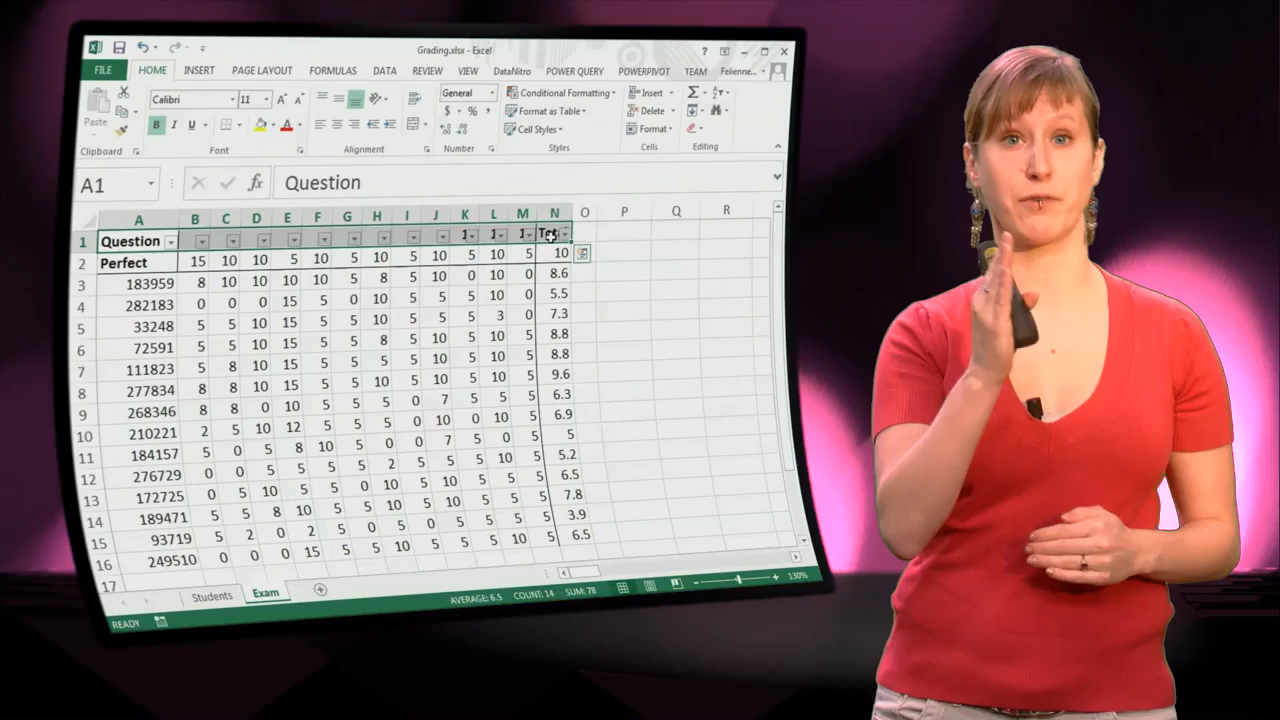 Grading.xlsx - Excel
?
FILE HOME INSERT PAGE LAYOUT FORMULAS DATA REVIEW VIEW DataNitro POWER QUERY POWERPIVOT TEAM Felienne...
Calibri 11 A A General Conditional Formatting Insert Σ
Paste $ % , Format as Table Delete
B I U A Cell Styles Format
Clipboard Font Alignment Number Styles Cells Editing
A1 fx Question
A B C D E F G H I J K L M N O P Q R
1 Question
2 Perfect 15 10 10 5 10 5 10 5 10 5 10 5 10
3 183959 8 10 10 10 10 5 8 5 10 0 10 0 8.6
4 282183 0 0 0 15 5 0 10 5 5 5 10 0 5.5
5 33248 5 5 10 15 5 5 10 5 10 5 3 0 7.3
6 72591 5 5 10 15 5 5 8 5 10 5 10 5 8.8
7 111823 5 8 10 15 5 5 5 5 10 5 10 5 8.8
8 277834 8 8 10 15 5 5 10 5 10 5 10 5 9.6
9 268346 8 8 0 10 5 5 5 0 7 5 5 5 6.3
10 210221 2 5 10 12 5 5 5 0 10 0 10 5 6.9
11 184157 5 0 5 8 10 5 0 0 7 5 0 5 5
12 276729 0 0 5 5 5 5 2 5 5 5 10 5 5.2
13 172725 0 5 10 5 5 0 10 5 10 5 5 5 6.5
14 189471 5 5 8 10 5 5 10 5 10 5 5 5 7.8
15 93719 5 2 0 2 5 0 5 0 5 5 5 5 3.9
16 249510 0 0 0 15 5 5 10 5 5 5 10 5 6.5
17
Students Exam
READY AVERAGE: 6.5 COUNT: 14 SUM: 78 130%